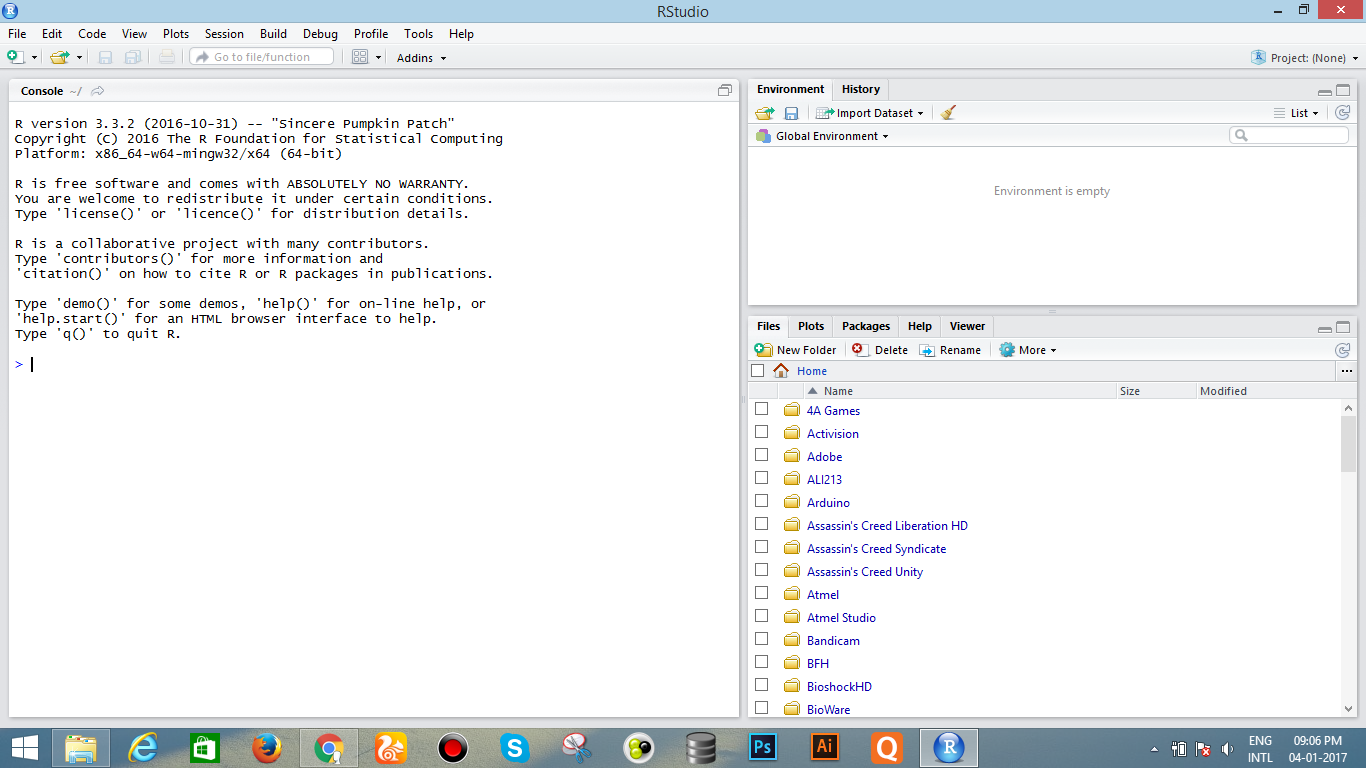 RStudio
File Edit Code View Plots Session Build Debug Profile Tools Help
Go to file/function Addins Project: (None)
Console ~/
R version 3.3.2 (2016-10-31) -- "Sincere Pumpkin Patch"
Copyright (C) 2016 The R Foundation for Statistical Computing
Platform: x86_64-w64-mingw32/x64 (64-bit)
R is free software and comes with ABSOLUTELY NO WARRANTY.
You are welcome to redistribute it under certain conditions.
Type 'license()' or 'licence()' for distribution details.
R is a collaborative project with many contributors.
Type 'contributors()' for more information and
'citation()' on how to cite R or R packages in publications.
Type 'demo()' for some demos, 'help()' for on-line help, or
'help.start()' for an HTML browser interface to help.
Type 'q()' to quit R.
>
Environment History
Import Dataset List
Global Environment
Environment is empty
Files Plots Packages Help Viewer
New Folder Delete Rename More
Home ...
Name Size Modified
4A Games
Activision
Adobe
ALI213
Arduino
Assassin's Creed Liberation HD
Assassin's Creed Syndicate
Assassin's Creed Unity
Atmel
Atmel Studio
Bandicam
BFH
BioshockHD
BioWare
Ps Ai Q R
ENG 09:06 PM
INTL 04-01-2017